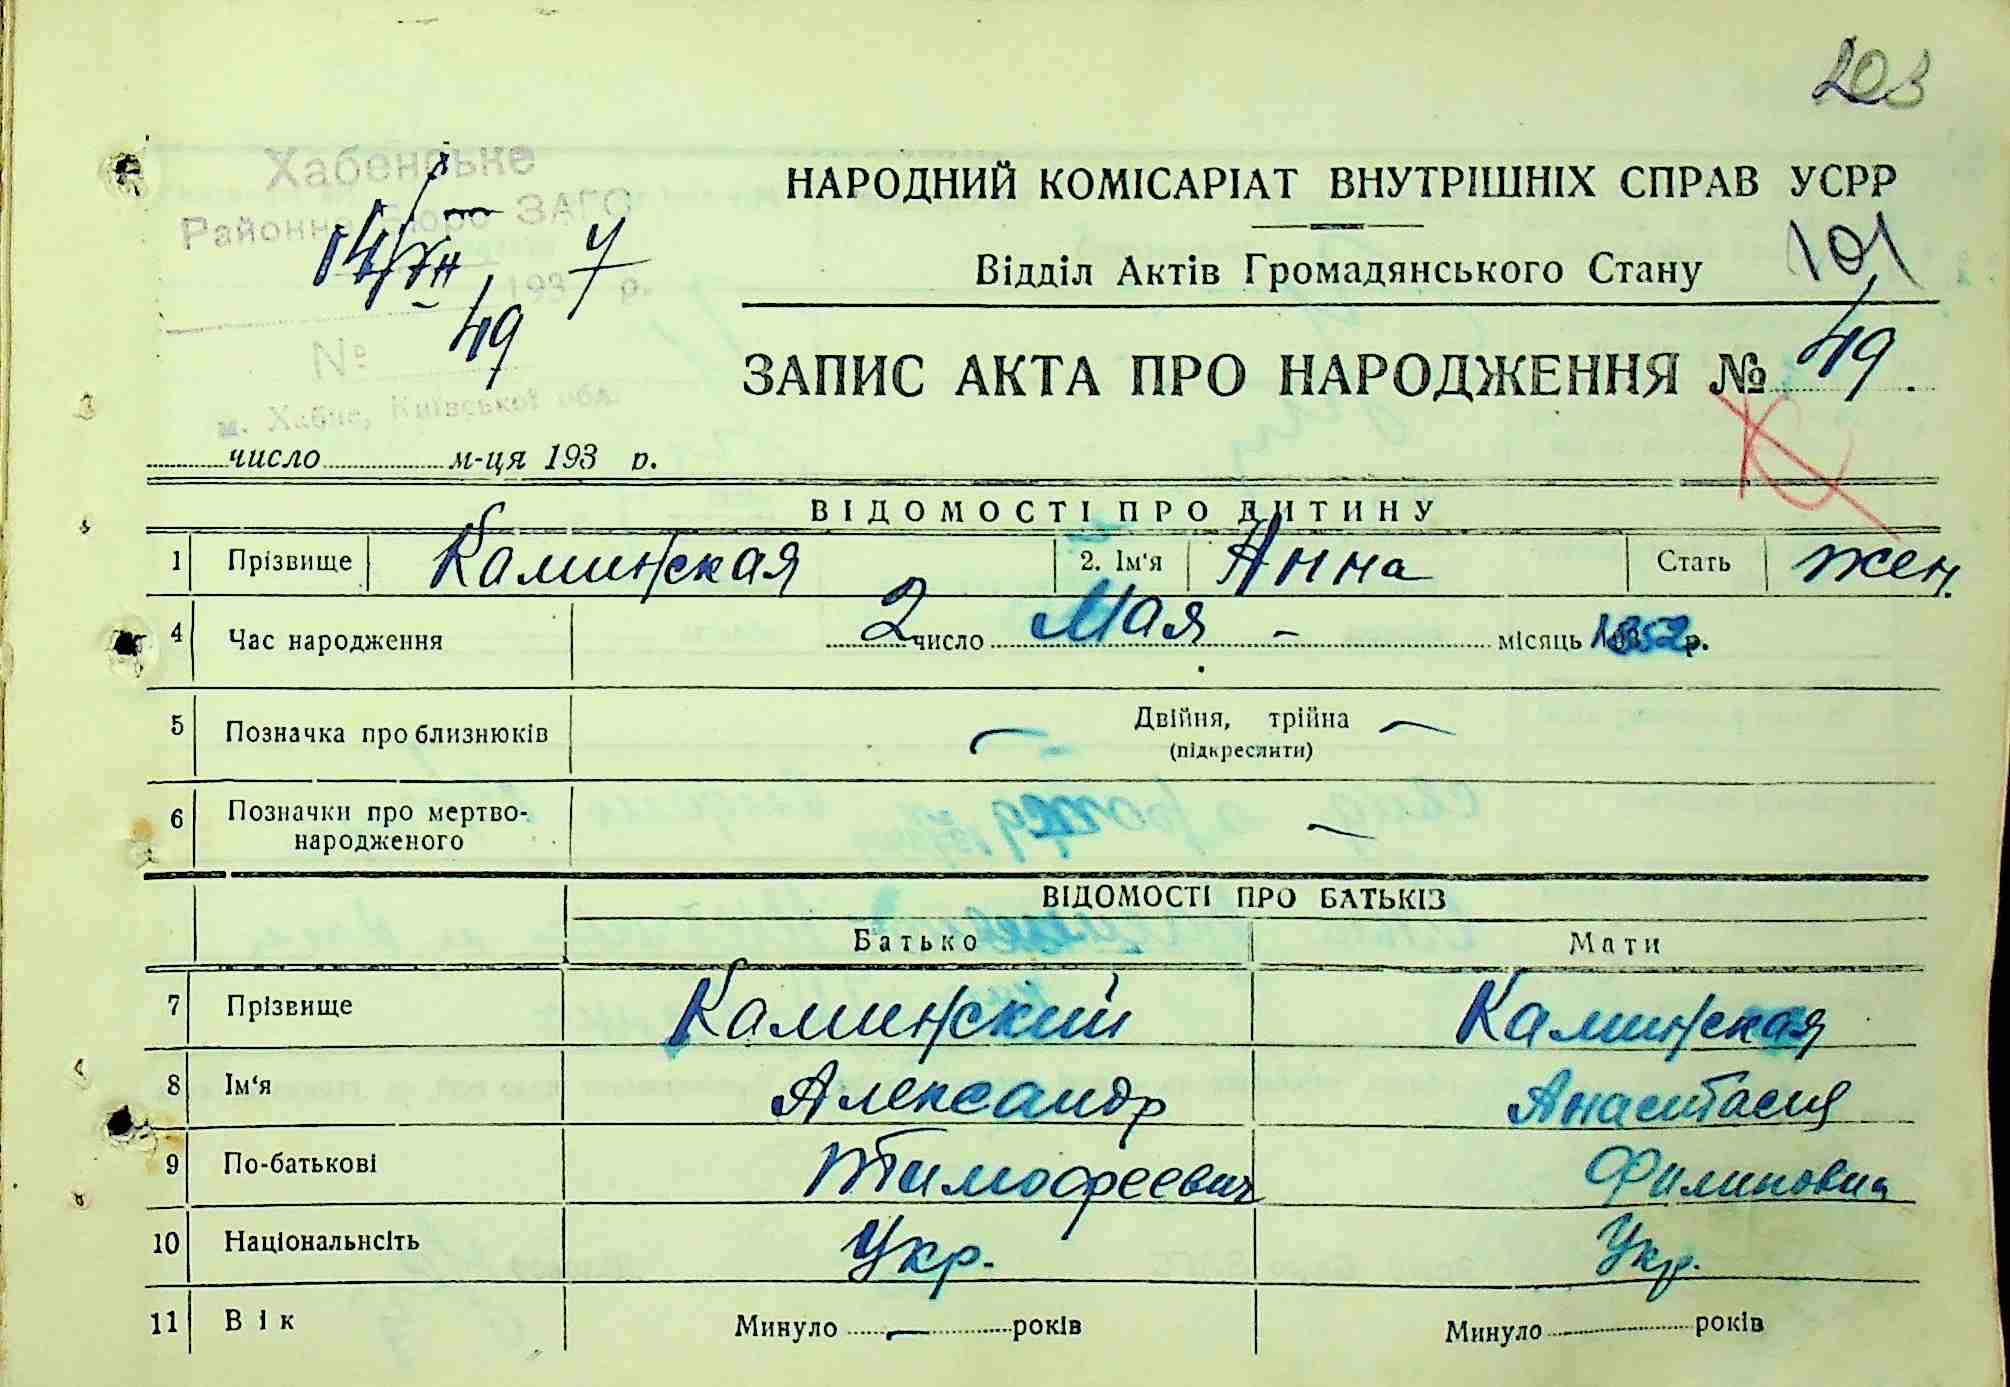 203
Хабенське
НАРОДНИЙ КОМІСАРІАТ ВНУТРІШНІХ СПРАВ УСРР
Районне Бюро ЗАГС
14/VII 1937 р.
Відділ Актів Громадянського Стану 101
№ 49
ЗАПИС АКТА ПРО НАРОДЖЕННЯ № 49.
м. Хабне, Київської обл.
число м-ця 193 р.
ВІДОМОСТІ ПРО ДИТИНУ
1 Прізвище Каминская 2. Ім'я Анна Стать жен.
4 Час народження 2 число Мая - місяць р.
5 Позначка про близнюків Двійня, трійна
(підкреслити)
6 Позначки про мертво-
народженого
ВІДОМОСТІ ПРО БАТЬКІЗ
Батько Мати
7 Прізвище Каминский Каминская
8 Ім'я Александр Анастасия
9 По-батькові Тимофеевич Филиповна
10 Національнсіть Укр. Укр.
11 Вік Минуло — років Минуло років